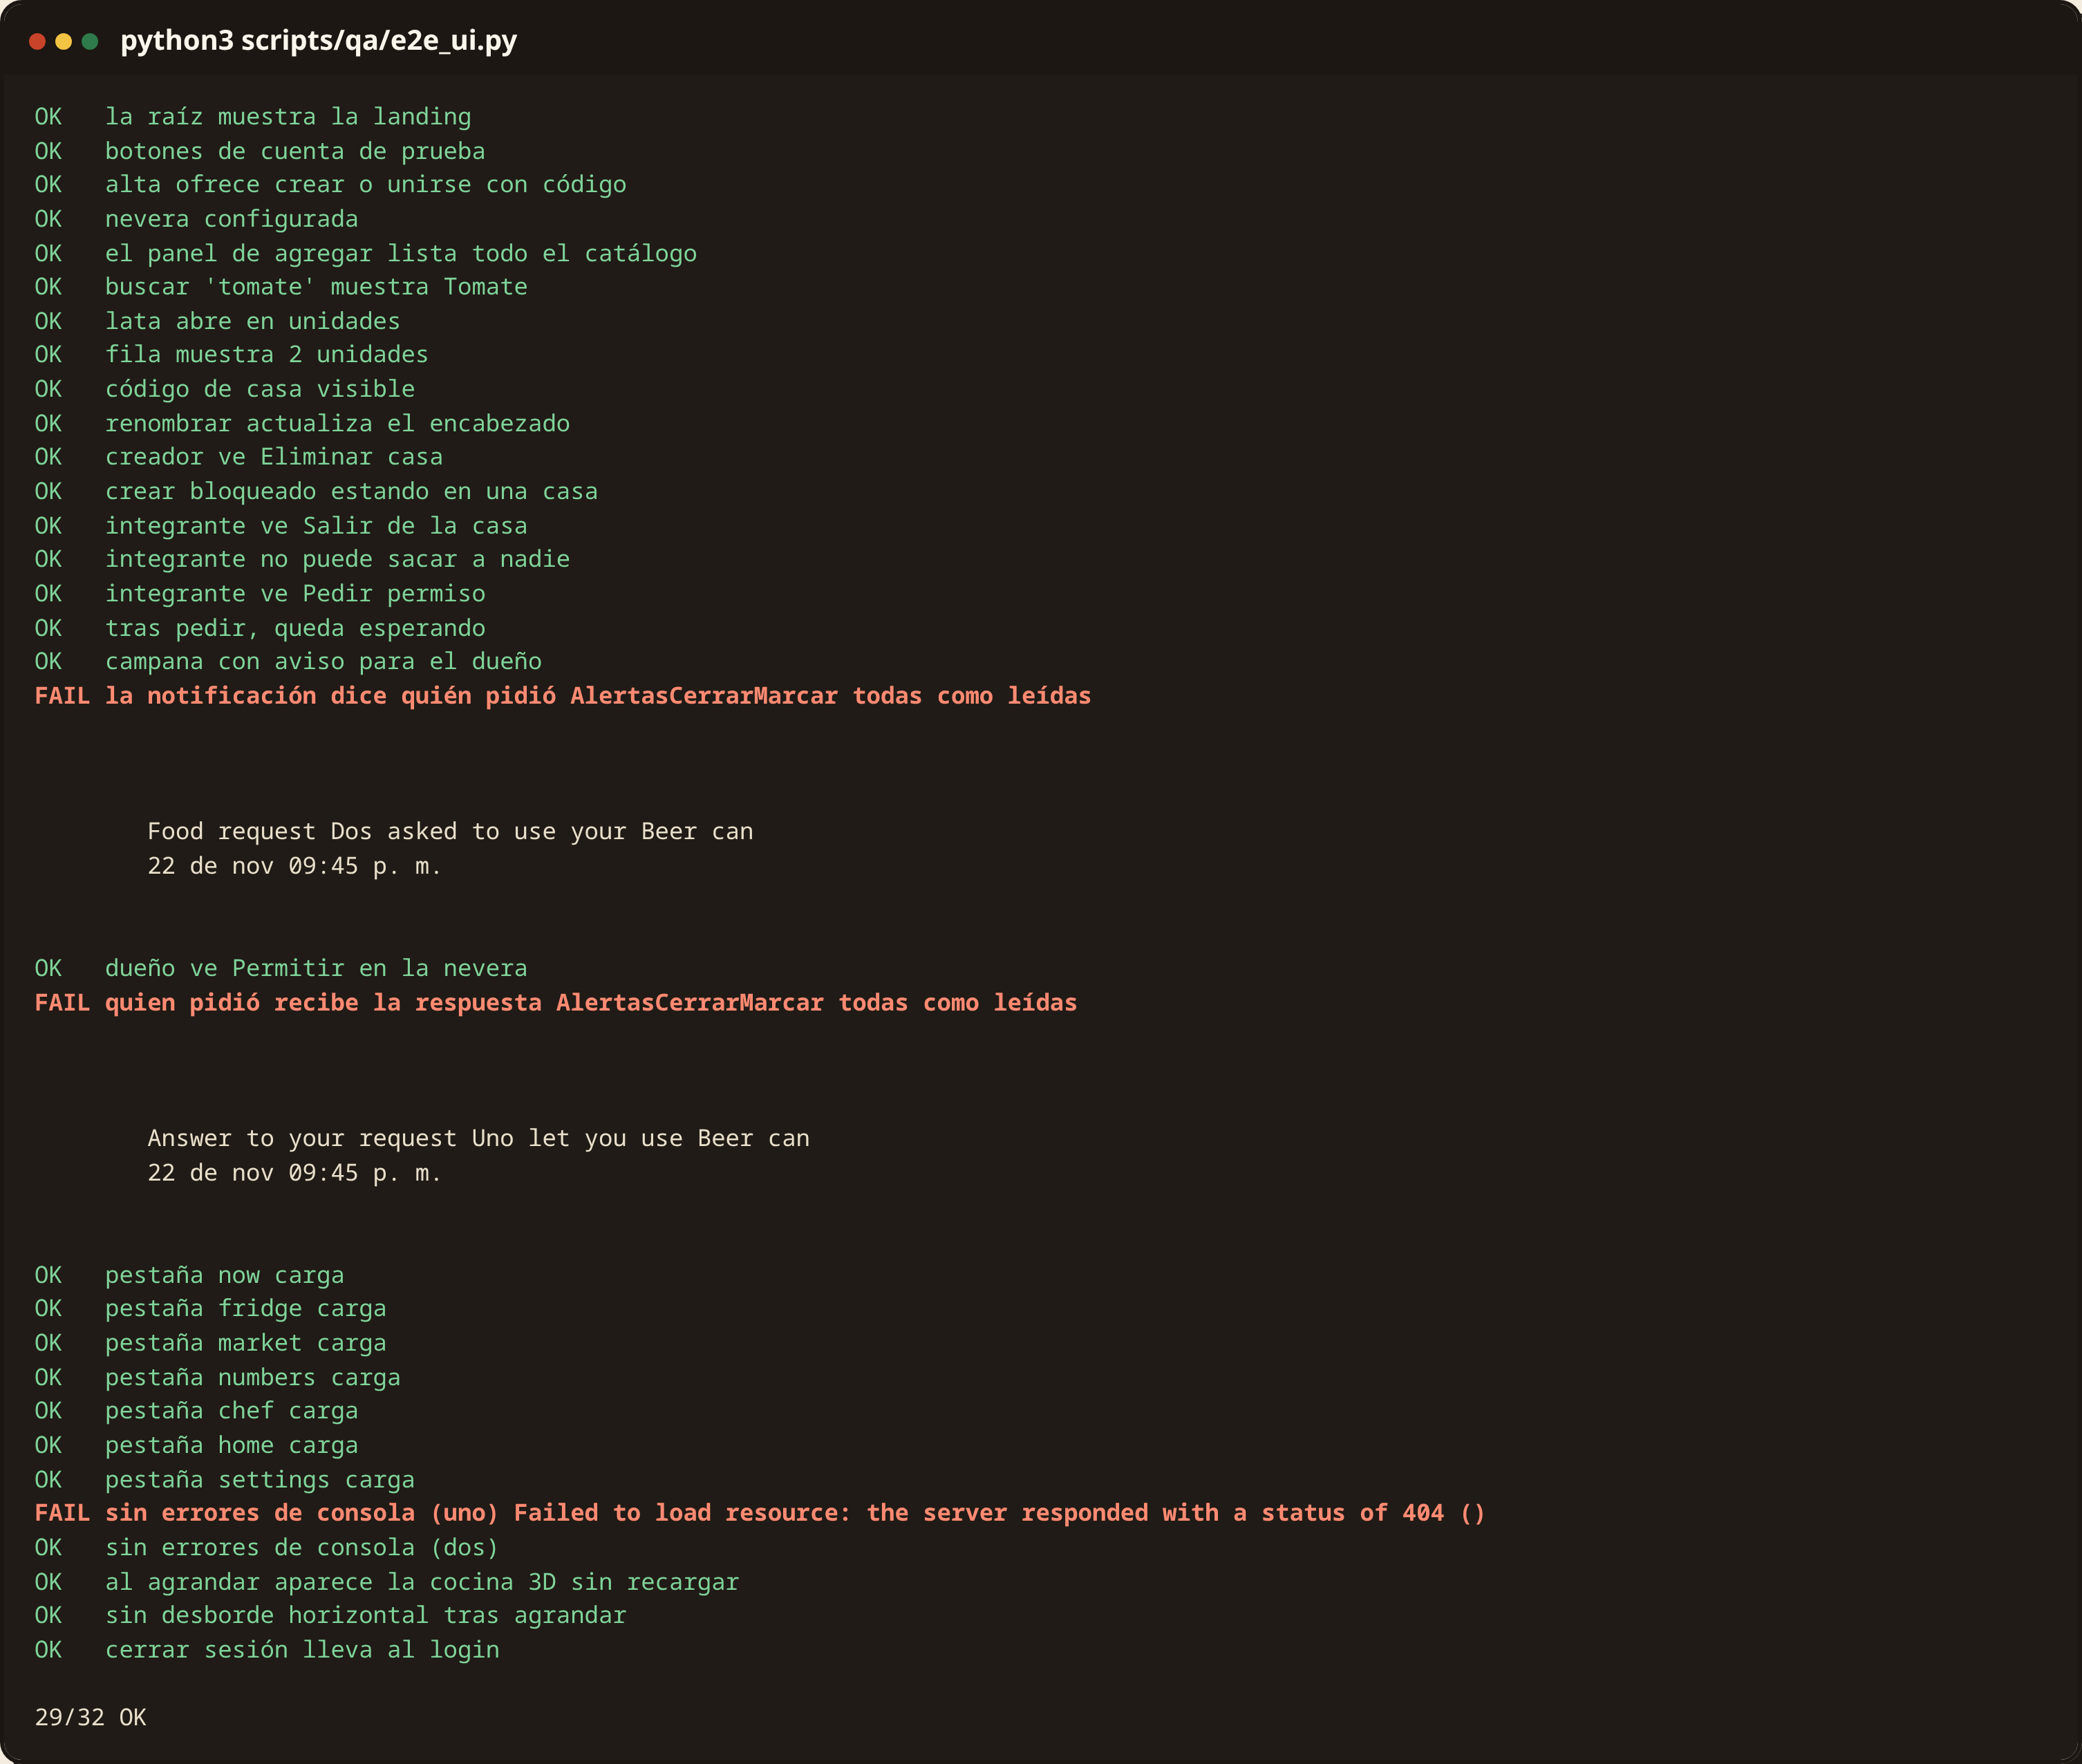 python3 scripts/qa/e2e_ui.py
OK   la raíz muestra la landing
OK   botones de cuenta de prueba
OK   alta ofrece crear o unirse con código
OK   nevera configurada
OK   el panel de agregar lista todo el catálogo
OK   buscar 'tomate' muestra Tomate
OK   lata abre en unidades
OK   fila muestra 2 unidades
OK   código de casa visible
OK   renombrar actualiza el encabezado
OK   creador ve Eliminar casa
OK   crear bloqueado estando en una casa
OK   integrante ve Salir de la casa
OK   integrante no puede sacar a nadie
OK   integrante ve Pedir permiso
OK   tras pedir, queda esperando
OK   campana con aviso para el dueño
FAIL la notificación dice quién pidió AlertasCerrarMarcar todas como leídas
Food request Dos asked to use your Beer can
22 de nov 09:45 p. m.
OK   dueño ve Permitir en la nevera
FAIL quien pidió recibe la respuesta AlertasCerrarMarcar todas como leídas
Answer to your request Uno let you use Beer can
22 de nov 09:45 p. m.
OK   pestaña now carga
OK   pestaña fridge carga
OK   pestaña market carga
OK   pestaña numbers carga
OK   pestaña chef carga
OK   pestaña home carga
OK   pestaña settings carga
FAIL sin errores de consola (uno) Failed to load resource: the server responded with a status of 404 ()
OK   sin errores de consola (dos)
OK   al agrandar aparece la cocina 3D sin recargar
OK   sin desborde horizontal tras agrandar
OK   cerrar sesión lleva al login
29/32 OK